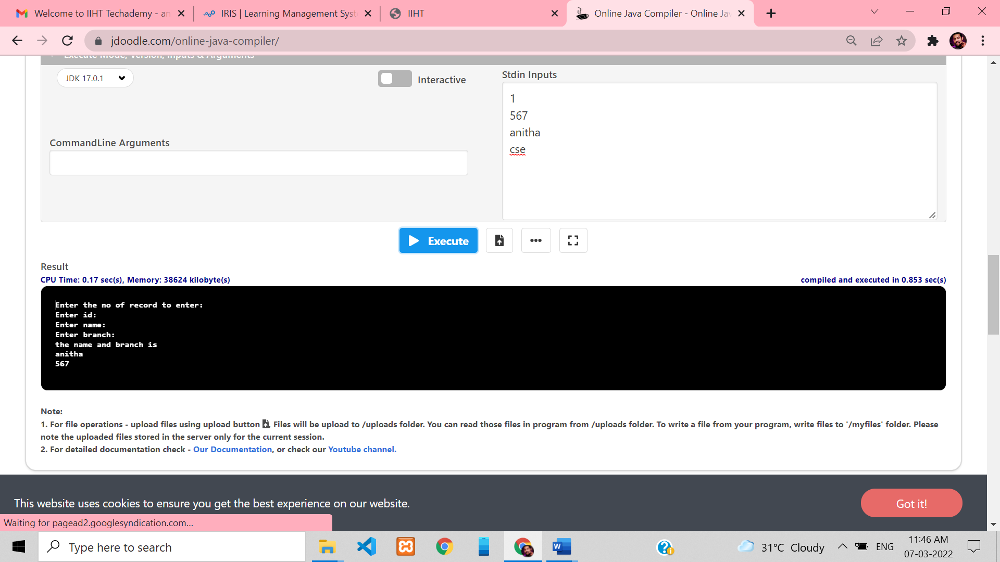 Welcome to IIHT Techademy - an
IRIS | Learning Management Syst
IIHT
Online Java Compiler - Online Jav
jdoodle.com/online-java-compiler/
Execute Mode, Version, Inputs & Arguments
JDK 17.0.1
Interactive
Stdin Inputs
1
567
anitha
cse
CommandLine Arguments
Execute
Result
CPU Time: 0.17 sec(s), Memory: 38624 kilobyte(s)
compiled and executed in 0.853 sec(s)
Enter the no of record to enter:
Enter id:
Enter name:
Enter branch:
the name and branch is
anitha
567
Note:
1. For file operations - upload files using upload button , Files will be upload to /uploads folder. You can read those files in program from /uploads folder. To write a file from your program, write files to '/myfiles' folder. Please
note the uploaded files stored in the server only for the current session.
2. For detailed documentation check - Our Documentation, or check our Youtube channel.
This website uses cookies to ensure you get the best experience on our website.
Got it!
Waiting for pagead2.googlesyndication.com...
Type here to search
31°C Cloudy
ENG
11:46 AM
07-03-2022